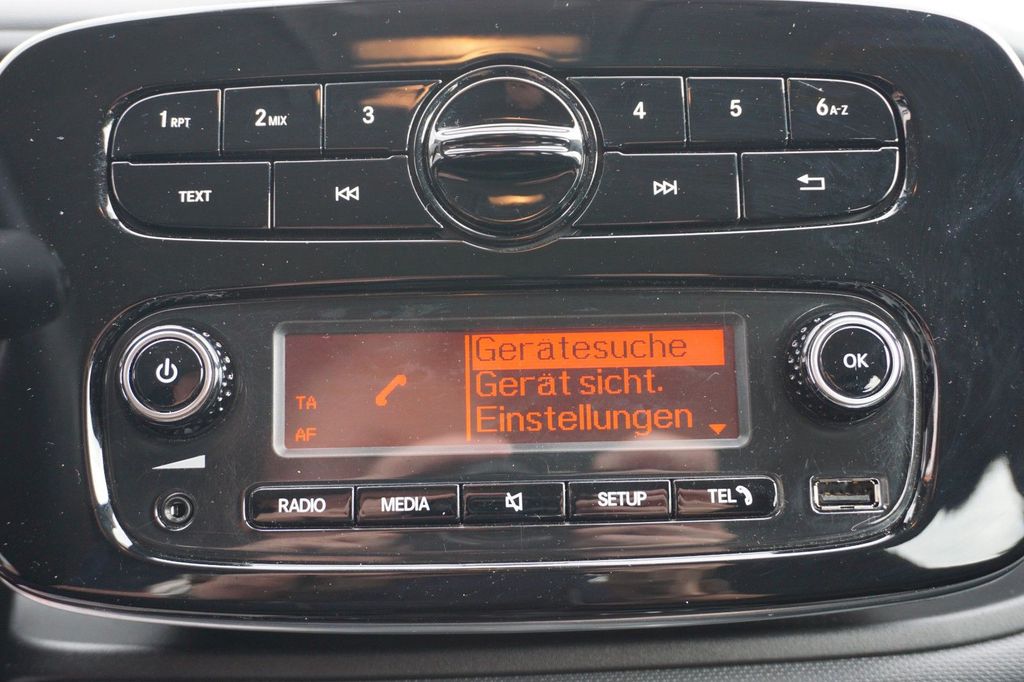 1RPT 2MIX 3 4 5 6A-Z
TEXT
Gerätesuche
Gerät sicht.
Einstellungen
TA
AF
OK
RADIO MEDIA SETUP TEL